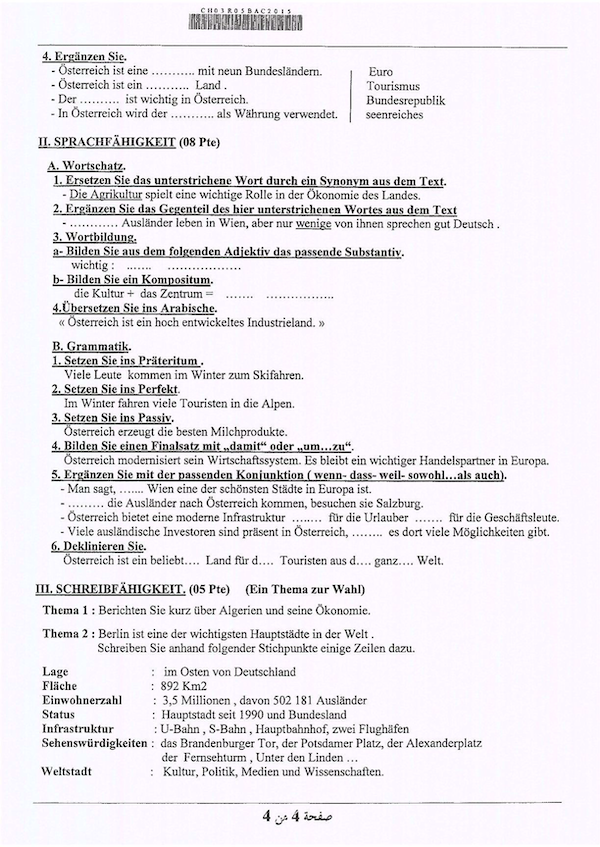 CH03R05BAC2015
4. Ergänzen Sie.
- Österreich ist eine ………. mit neun Bundesländern. Euro
- Österreich ist ein ……….. Land . Tourismus
- Der ………. ist wichtig in Österreich. Bundesrepublik
- In Österreich wird der ………. als Währung verwendet. seenreiches
II. SPRACHFÄHIGKEIT (08 Pte)
A. Wortschatz.
1. Ersetzen Sie das unterstrichene Wort durch ein Synonym aus dem Text.
- Die Agrikultur spielt eine wichtige Rolle in der Ökonomie des Landes.
2. Ergänzen Sie das Gegenteil des hier unterstrichenen Wortes aus dem Text
- ………… Ausländer leben in Wien, aber nur wenige von ihnen sprechen gut Deutsch .
3. Wortbildung.
a- Bilden Sie aus dem folgenden Adjektiv das passende Substantiv.
wichtig : ....... ………………
b- Bilden Sie ein Kompositum.
die Kultur + das Zentrum = ……. …………….
4.Übersetzen Sie ins Arabische.
« Österreich ist ein hoch entwickeltes Industrieland. »
B. Grammatik.
1. Setzen Sie ins Präteritum .
Viele Leute kommen im Winter zum Skifahren.
2. Setzen Sie ins Perfekt.
Im Winter fahren viele Touristen in die Alpen.
3. Setzen Sie ins Passiv.
Österreich erzeugt die besten Milchprodukte.
4. Bilden Sie einen Finalsatz mit „damit" oder „um…zu".
Österreich modernisiert sein Wirtschaftssystem. Es bleibt ein wichtiger Handelspartner in Europa.
5. Ergänzen Sie mit der passenden Konjunktion ( wenn- dass- weil- sowohl…als auch).
- Man sagt, ….... Wien eine der schönsten Städte in Europa ist.
- ……… die Ausländer nach Österreich kommen, besuchen sie Salzburg.
- Österreich bietet eine moderne Infrastruktur ….… für die Urlauber ……. für die Geschäftsleute.
- Viele ausländische Investoren sind präsent in Österreich, …….. es dort viele Möglichkeiten gibt.
6. Deklinieren Sie.
Österreich ist ein beliebt…. Land für d…. Touristen aus d…. ganz…. Welt.
III. SCHREIBFÄHIGKEIT. (05 Pte) (Ein Thema zur Wahl)
Thema 1 : Berichten Sie kurz über Algerien und seine Ökonomie.
Thema 2 : Berlin ist eine der wichtigsten Hauptstädte in der Welt .
Schreiben Sie anhand folgender Stichpunkte einige Zeilen dazu.
Lage : im Osten von Deutschland
Fläche : 892 Km2
Einwohnerzahl : 3,5 Millionen , davon 502 181 Ausländer
Status : Hauptstadt seit 1990 und Bundesland
Infrastruktur : U-Bahn , S-Bahn , Hauptbahnhof, zwei Flughäfen
Sehenswürdigkeiten : das Brandenburger Tor, der Potsdamer Platz, der Alexanderplatz
der Fernsehturm , Unter den Linden …
Weltstadt : Kultur, Politik, Medien und Wissenschaften.
صفحة 4 من 4